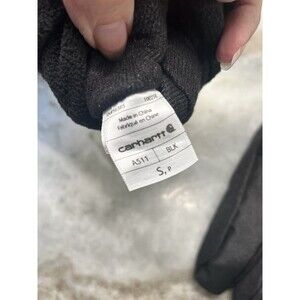 Made in China
Fabriqué en Chine
carhartt
A511 BLK
S, P